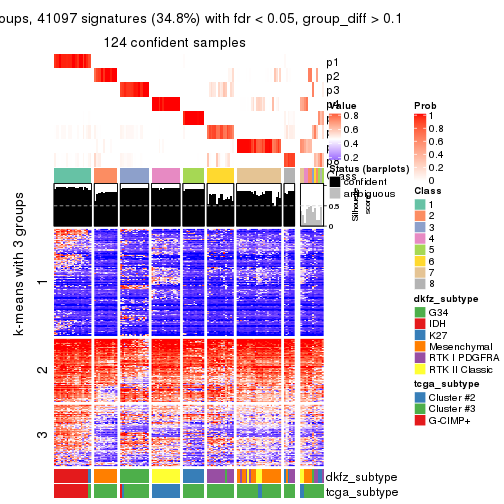 oups, 41097 signatures (34.8%) with fdr < 0.05, group_diff > 0.1
124 confident samples
p1
p2
p3
Value
0.8
0.6
0.4
0.2
Prob
0.8
0.6
0.4
0.2
0
Class
Status (barplots)
confident
ambiguous
0.5
0
Silhouette
score
Class
1
2
3
4
5
6
7
8
k-means with 3 groups
1
2
3
dkfz_subtype
G34
IDH
K27
Mesenchymal
RTK I PDGFRA
RTK II Classic
tcga_subtype
Cluster #2
Cluster #3
G-CIMP+
dkfz_subtype
tcga_subtype